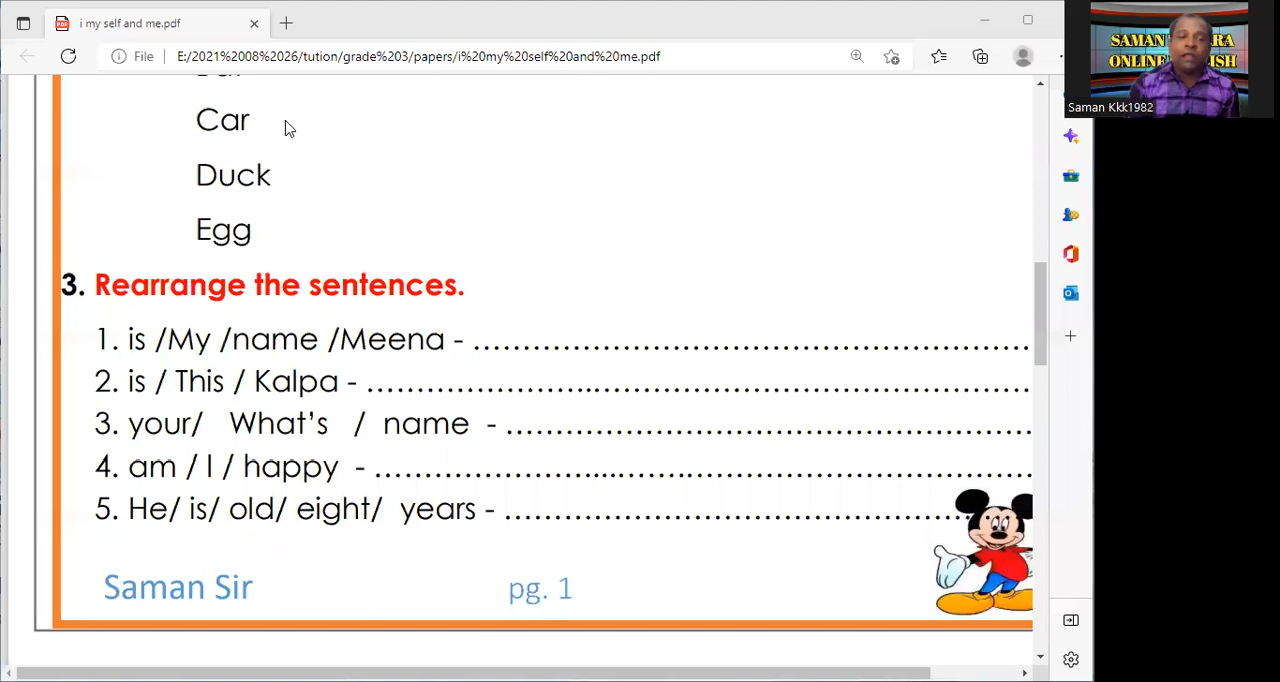 i my self and me.pdf
File
E:/2021%2008%2026/tution/grade%203/papers/i%20my%20self%20and%20me.pdf
SAMAN
RA
ONLINE
ISH
Saman Kkk1982
Car
Duck
Egg
3. Rearrange the sentences.
1. is /My /name /Meena - ................................................................
2. is / This / Kalpa - ................................................................
3. your/ What's / name - ................................................................
4. am / I / happy - ................................................................
5. He/ is/ old/ eight/ years - ................................................................
Saman Sir
pg. 1